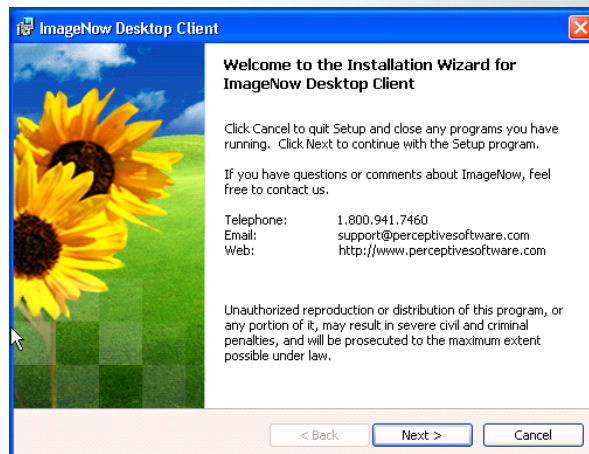 ImageNow Desktop Client
Welcome to the Installation Wizard for
ImageNow Desktop Client
Click Cancel to quit Setup and close any programs you have
running. Click Next to continue with the Setup program.
If you have questions or comments about ImageNow, feel
free to contact us.
Telephone: 1.800.941.7460
Email: support@perceptivesoftware.com
Web: http://www.perceptivesoftware.com
Unauthorized reproduction or distribution of this program, or
any portion of it, may result in severe civil and criminal
penalties, and will be prosecuted to the maximum extent
possible under law.
< Back Next > Cancel